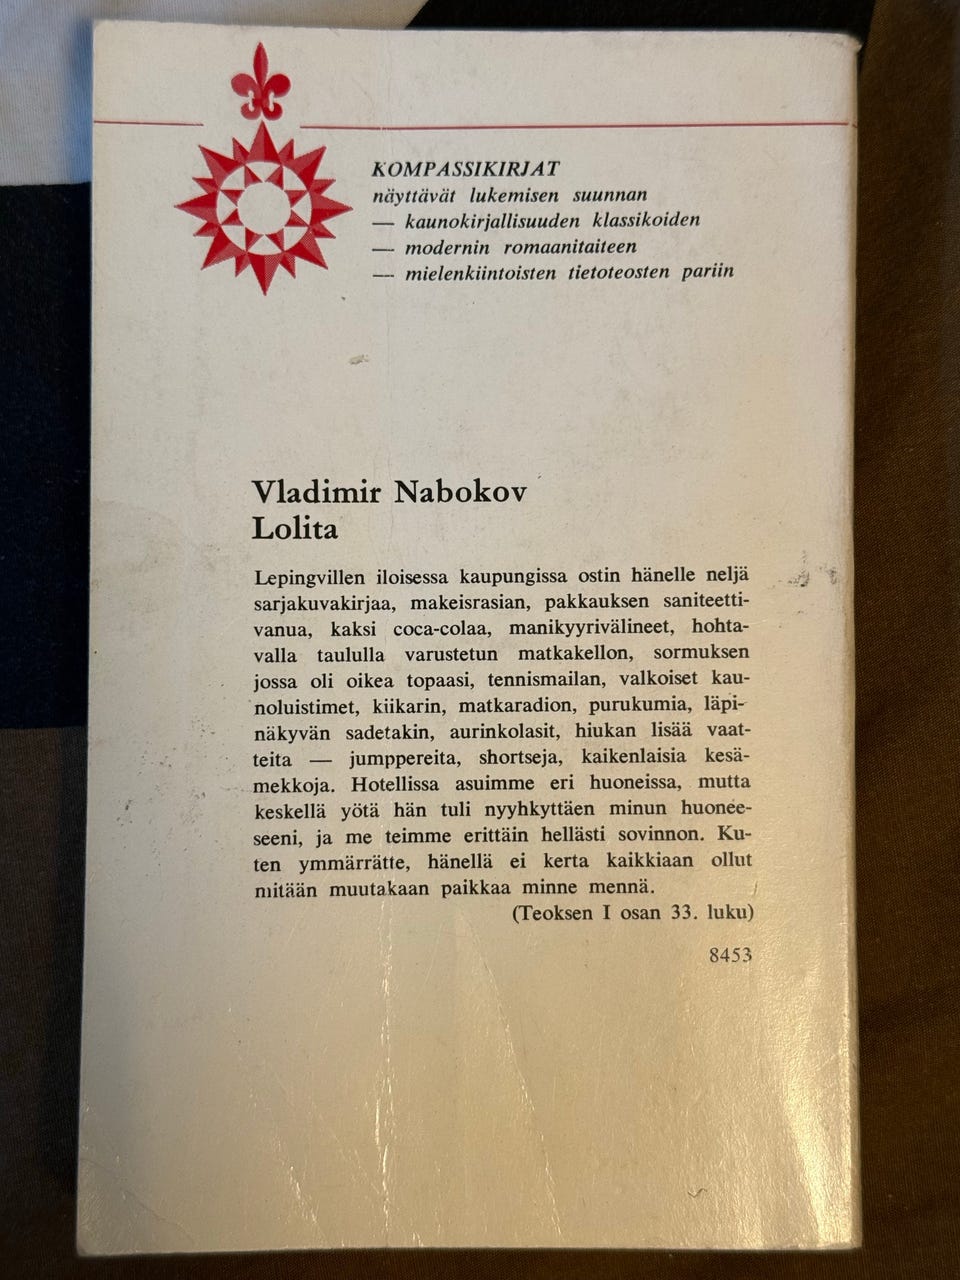 KOMPASSIKIRJAT
näyttävät lukemisen suunnan
— kaunokirjallisuuden klassikoiden
— modernin romaanitaiteen
— mielenkiintoisten tietoteosten pariin
Vladimir Nabokov
Lolita
Lepingvillen iloisessa kaupungissa ostin hänelle neljä
sarjakuvakirjaa, makeisrasian, pakkauksen saniteetti-
vanua, kaksi coca-colaa, manikyyrivälineet, hohta-
valla taululla varustetun matkakellon, sormuksen
jossa oli oikea topaasi, tennismailan, valkoiset kau-
noluistimet, kiikarin, matkaradion, purukumia, läpi-
näkyvän sadetakin, aurinkolasit, hiukan lisää vaat-
teita — jumppereita, shortseja, kaikenlaisia kesä-
mekkoja. Hotellissa asuimme eri huoneissa, mutta
keskellä yötä hän tuli nyyhkyttäen minun huonee-
seeni, ja me teimme erittäin hellästi sovinnon. Ku-
ten ymmärrätte, hänellä ei kerta kaikkiaan ollut
mitään muutakaan paikkaa minne mennä.
(Teoksen I osan 33. luku)
8453